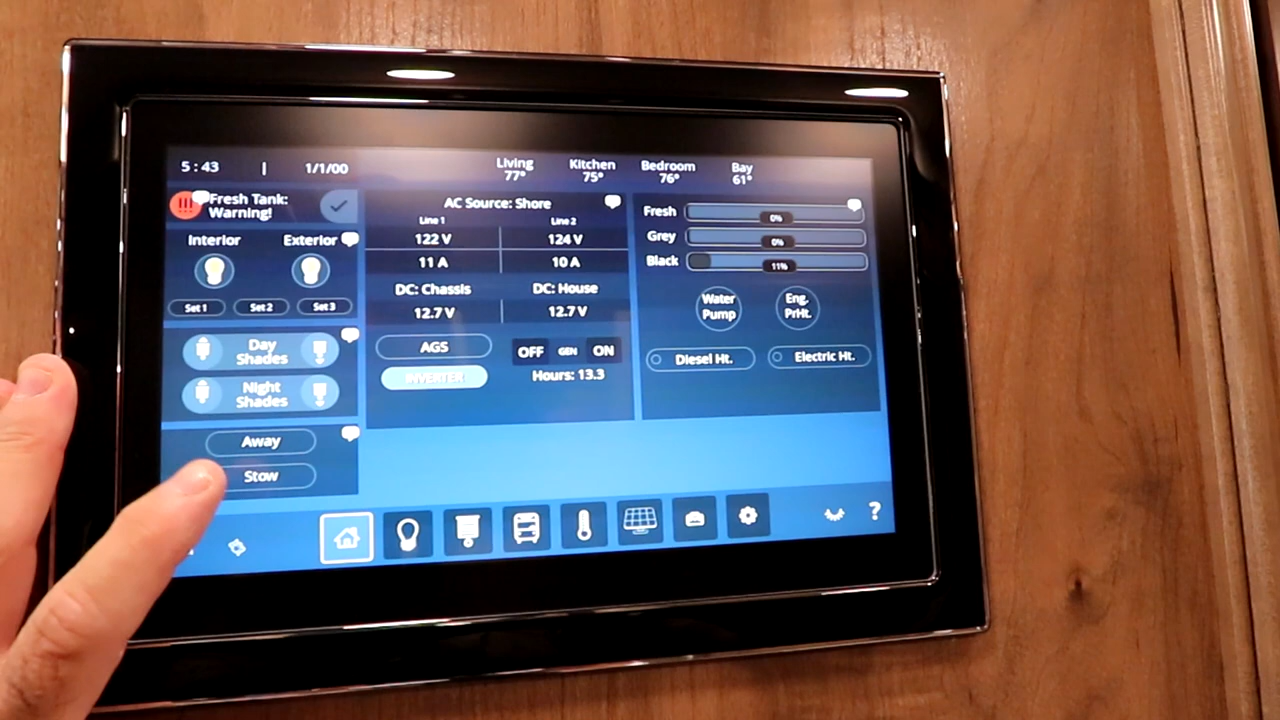 5:43 | 1/1/00
Living
77°
Kitchen
75°
Bedroom
76°
Bay
61°
Fresh Tank:
Warning!
Interior
Exterior
Set 1
Set 2
Set 3
Day
Shades
Night
Shades
Away
Stow
AC Source: Shore
Line 1
Line 2
122 V
124 V
11 A
10 A
DC: Chassis
DC: House
12.7 V
12.7 V
AGS
INVERTER
OFF GEN ON
Hours: 13.3
Fresh
0%
Grey
0%
Black
11%
Water
Pump
Eng.
PrHt.
Diesel Ht.
Electric Ht.
?